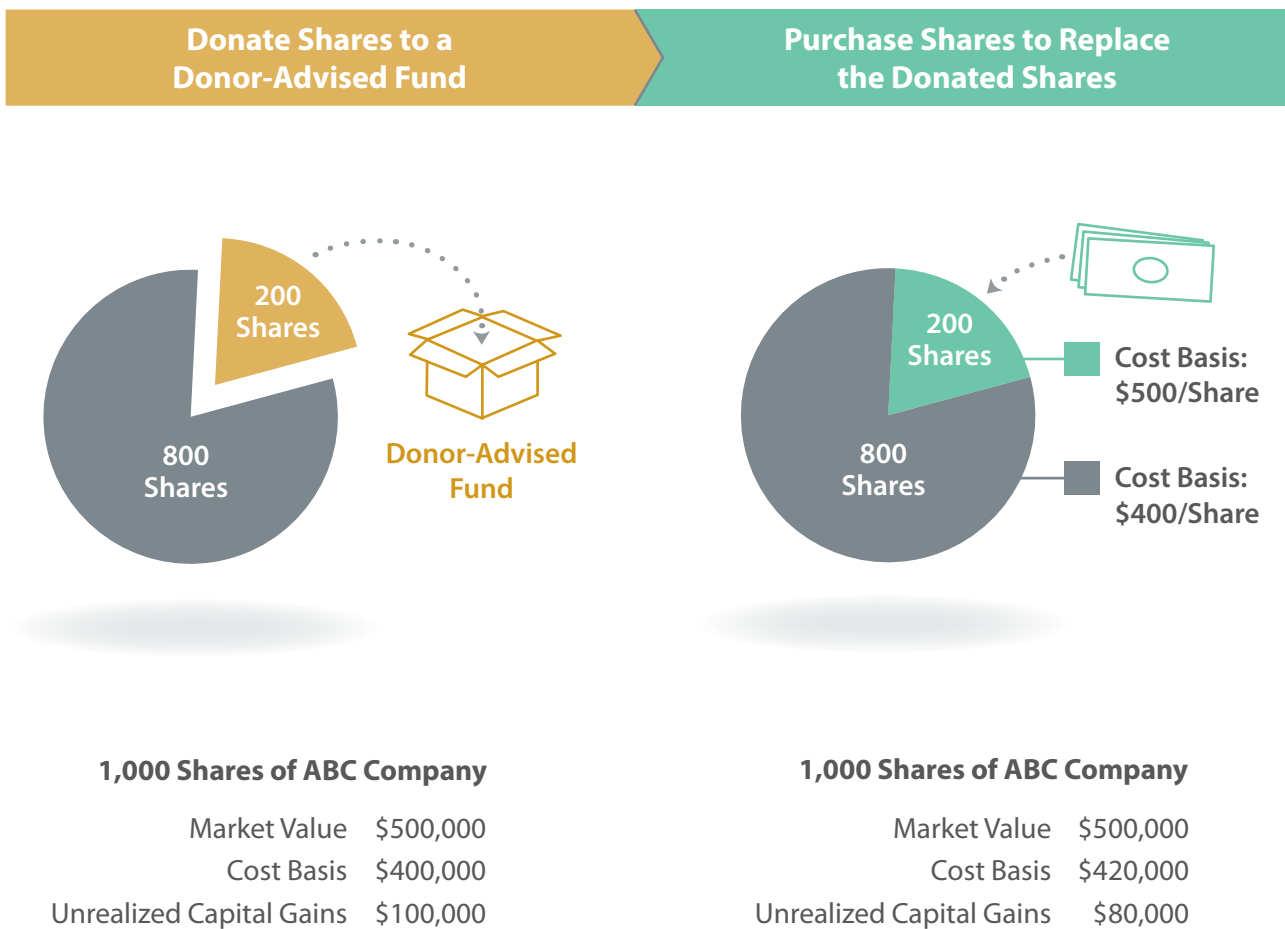 Donate Shares to a
Donor-Advised Fund
Purchase Shares to Replace
the Donated Shares
200
Shares
800
Shares
Donor-Advised
Fund
200
Shares
800
Shares
Cost Basis:
$500/Share
Cost Basis:
$400/Share
1,000 Shares of ABC Company
Market Value $500,000
Cost Basis $400,000
Unrealized Capital Gains $100,000
1,000 Shares of ABC Company
Market Value $500,000
Cost Basis $420,000
Unrealized Capital Gains $80,000